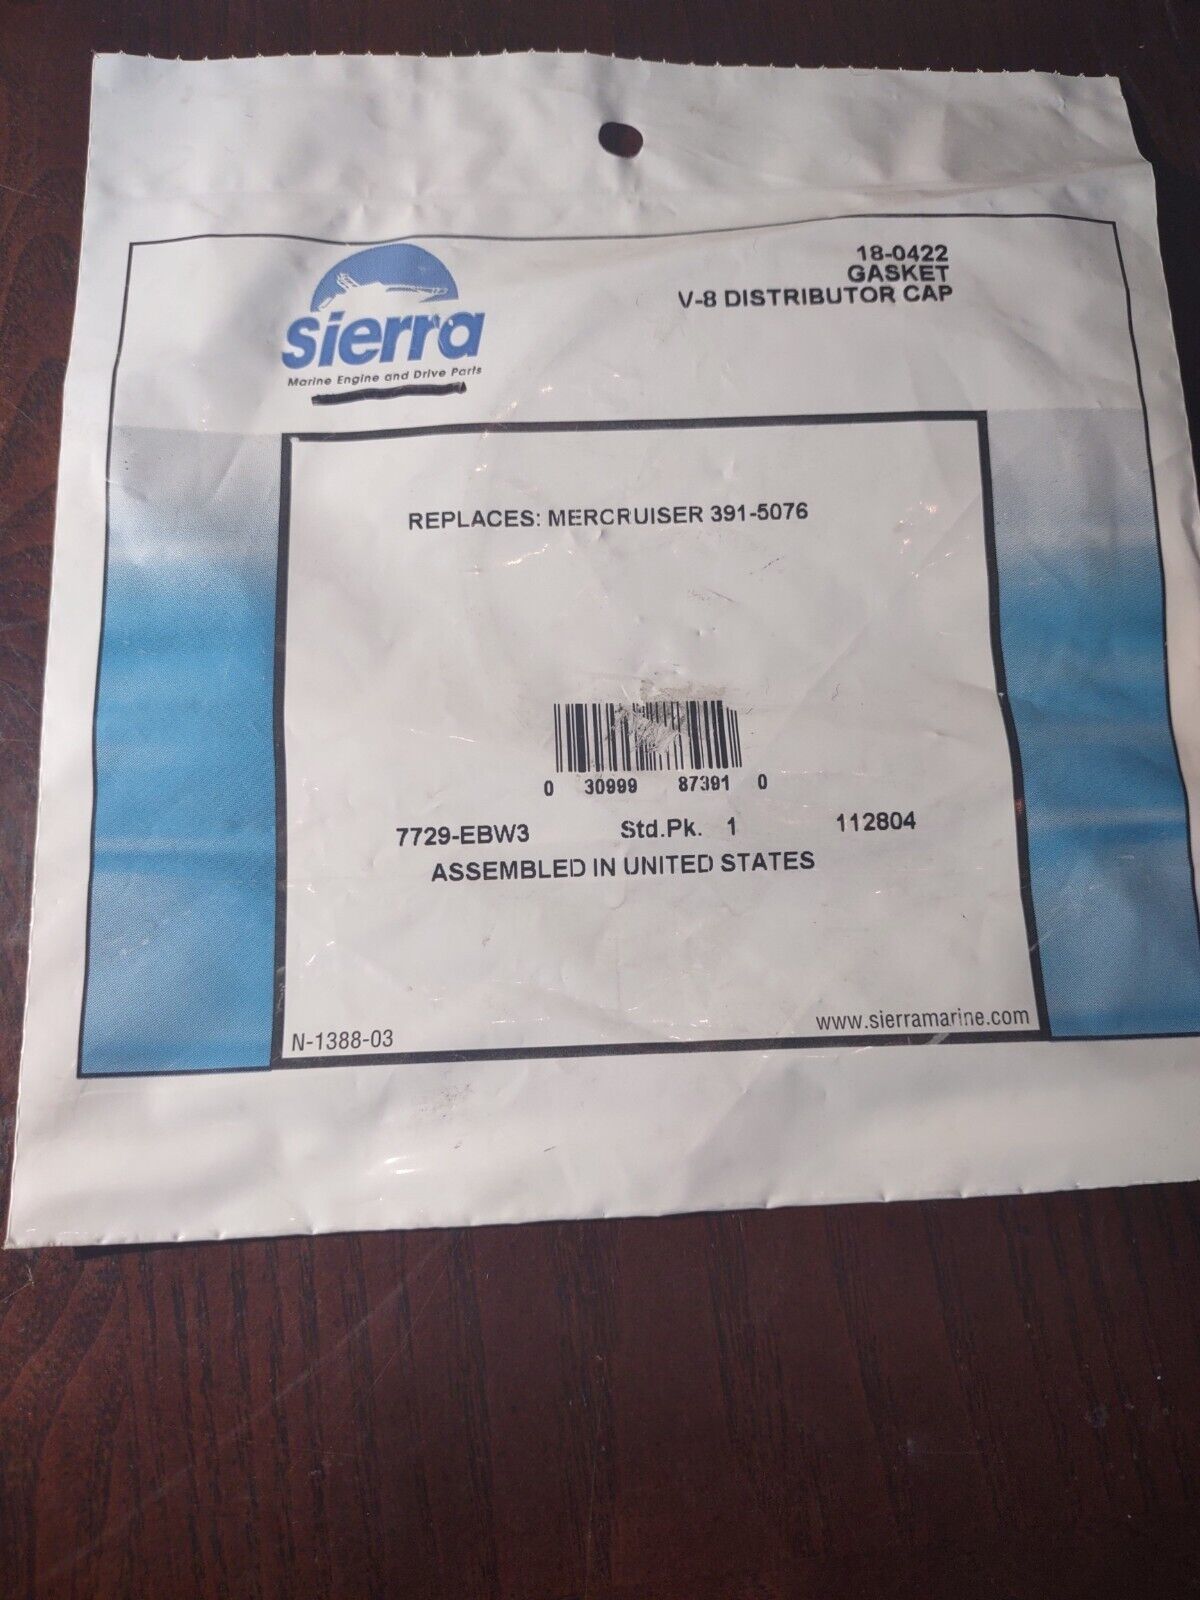 sierra
Marine Engine and Drive Parts
18-0422
GASKET
V-8 DISTRIBUTOR CAP
REPLACES: MERCRUISER 391-5076
0 30999 87391 0
7729-EBW3 Std.Pk. 1 112804
ASSEMBLED IN UNITED STATES
N-1388-03 www.sierramarine.com